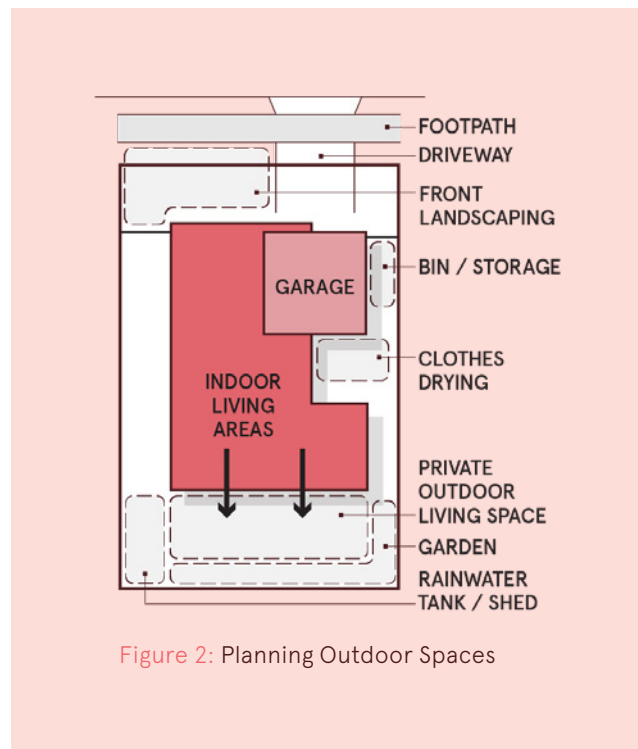 FOOTPATH
DRIVEWAY
FRONT
LANDSCAPING
BIN / STORAGE
GARAGE
CLOTHES
DRYING
INDOOR
LIVING
AREAS
PRIVATE
OUTDOOR
LIVING SPACE
GARDEN
RAINWATER
TANK / SHED
Figure 2: Planning Outdoor Spaces